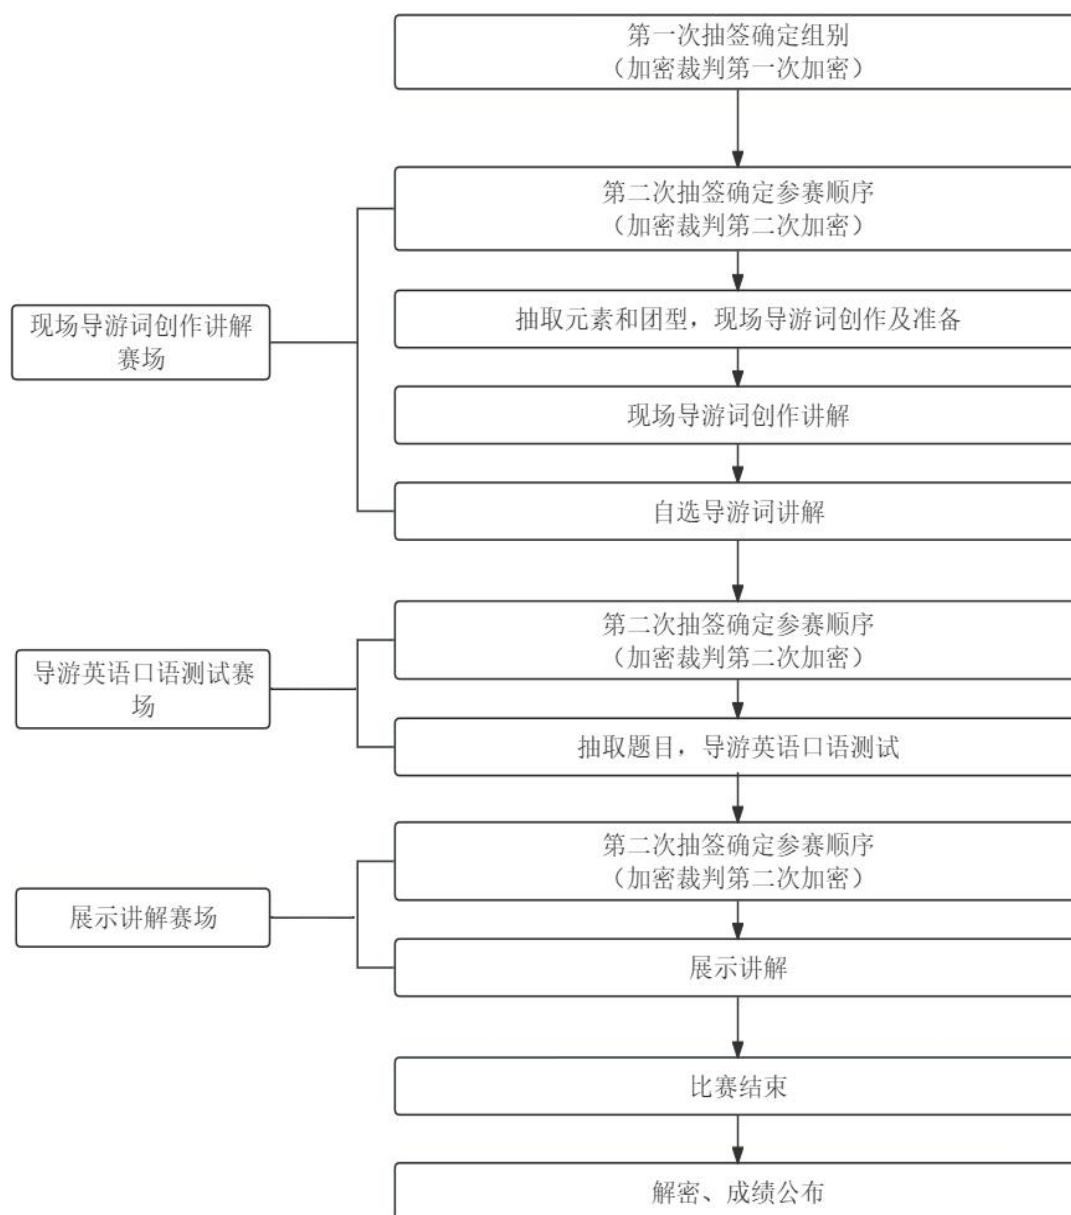 第一次抽签确定组别
（加密裁判第一次加密）
第二次抽签确定参赛顺序
（加密裁判第二次加密）
现场导游词创作讲解
赛场
抽取元素和团型，现场导游词创作及准备
现场导游词创作讲解
自选导游词讲解
第二次抽签确定参赛顺序
（加密裁判第二次加密）
导游英语口语测试赛
场
抽取题目，导游英语口语测试
第二次抽签确定参赛顺序
（加密裁判第二次加密）
展示讲解赛场
展示讲解
比赛结束
解密、成绩公布